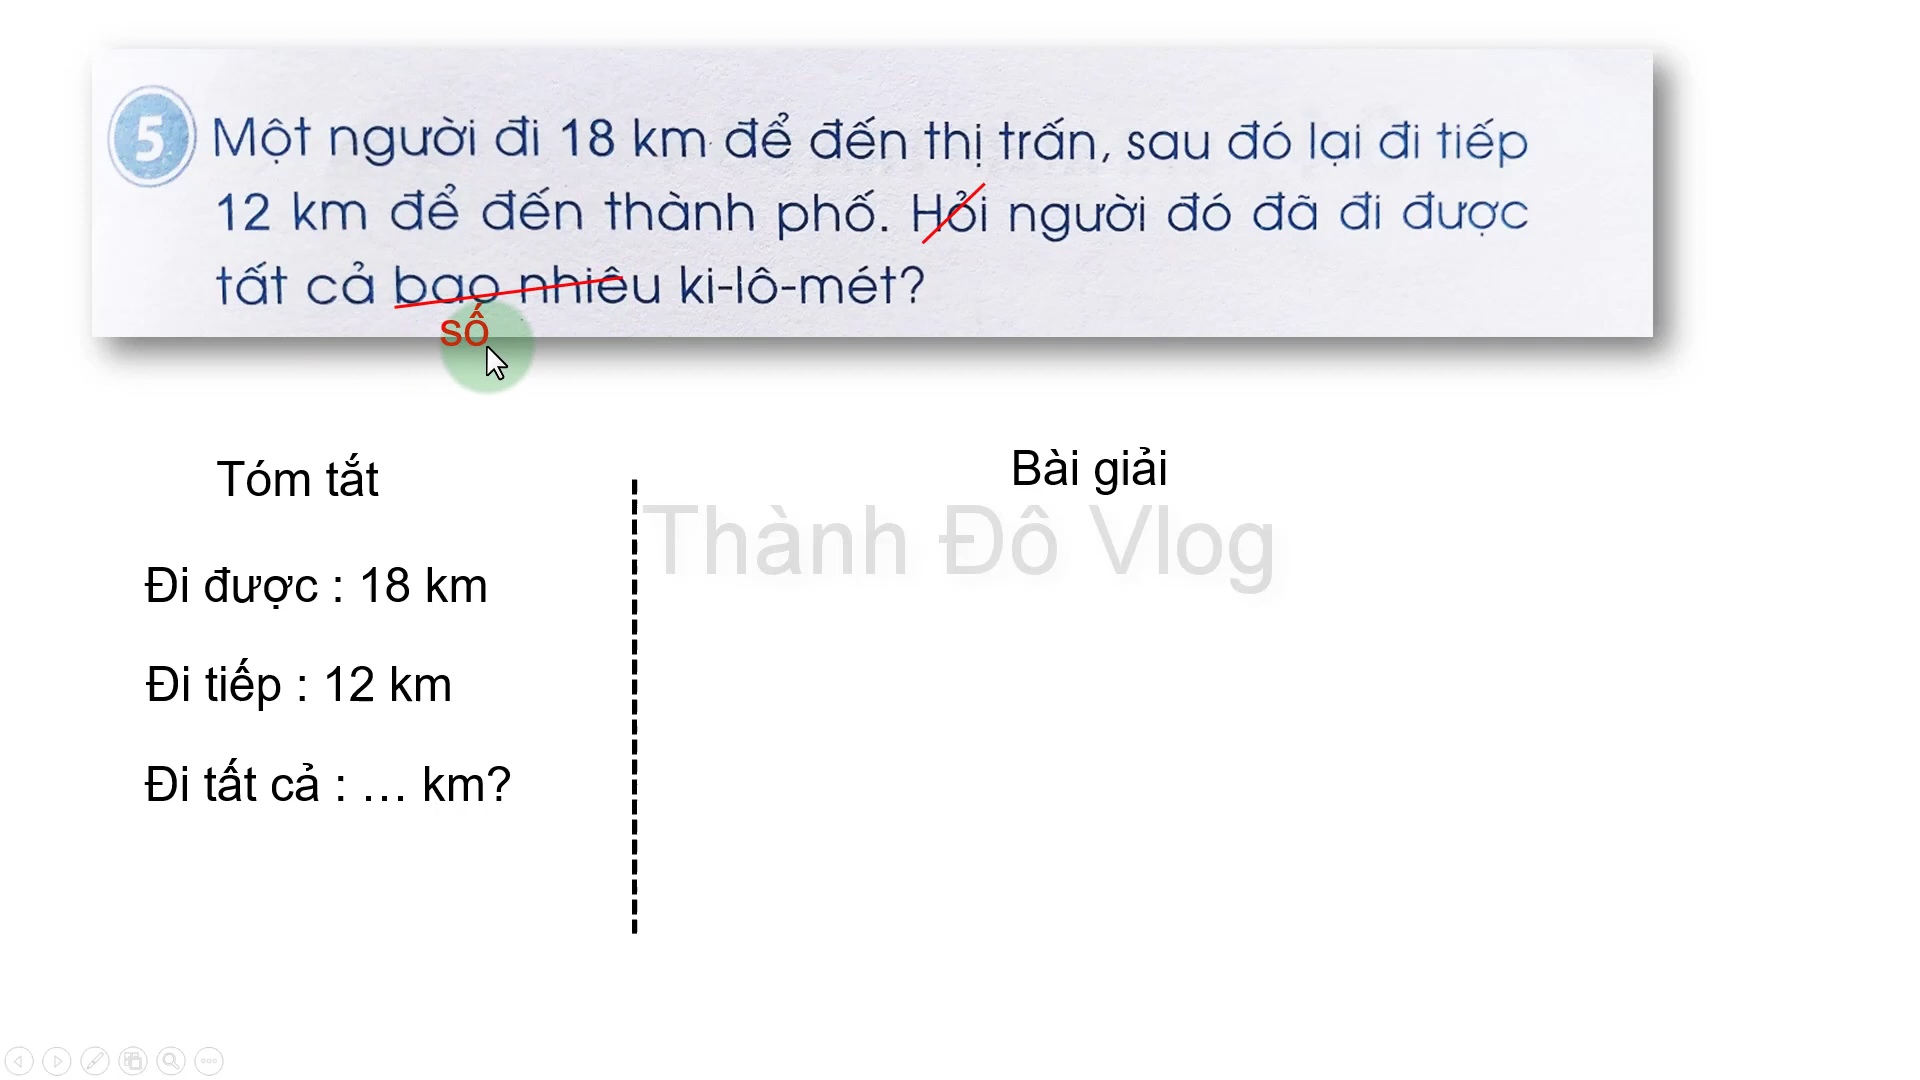 5 Một người đi 18 km để đến thị trấn, sau đó lại đi tiếp
12 km để đến thành phố. Hỏi người đó đã đi được
tất cả bao nhiêu ki-lô-mét?
số
Tóm tắt
Đi được : 18 km
Đi tiếp : 12 km
Đi tất cả : … km?
Bài giải
Thành Đô Vlog